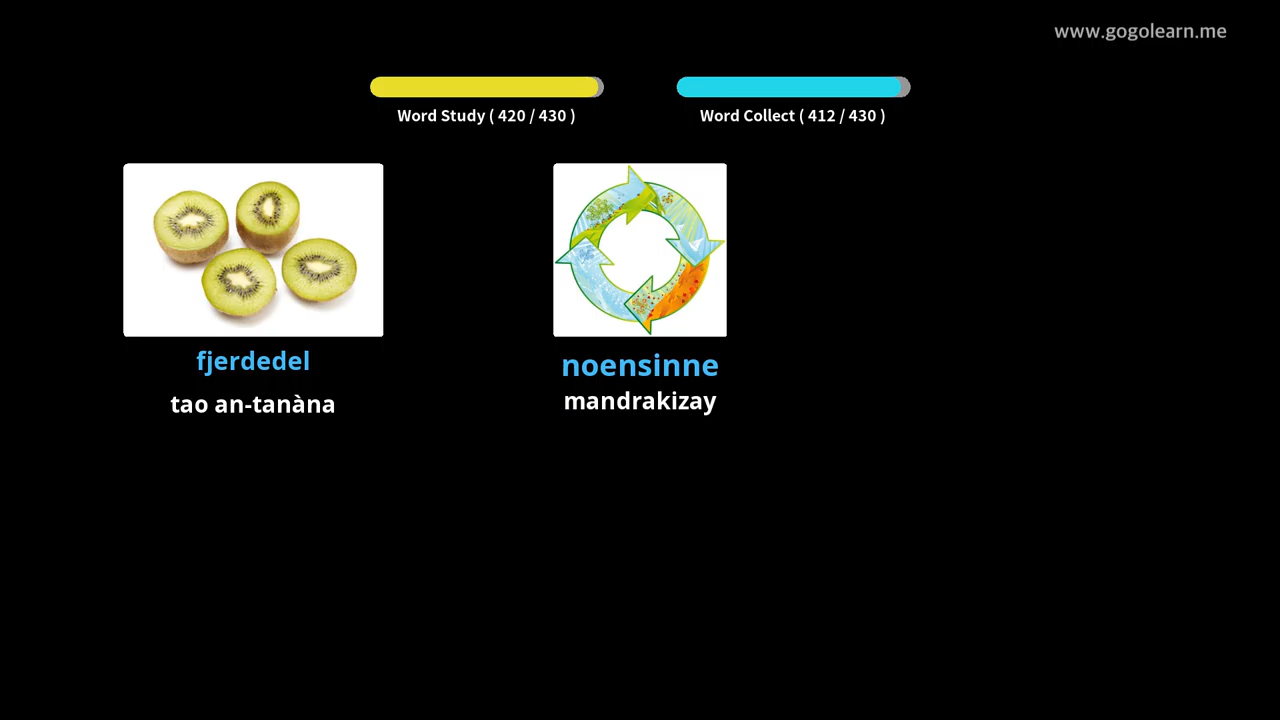 www.gogolearn.me
Word Study ( 420 / 430 )
Word Collect ( 412 / 430 )
fjerdedel
tao an-tanàna
noensinne
mandrakizay